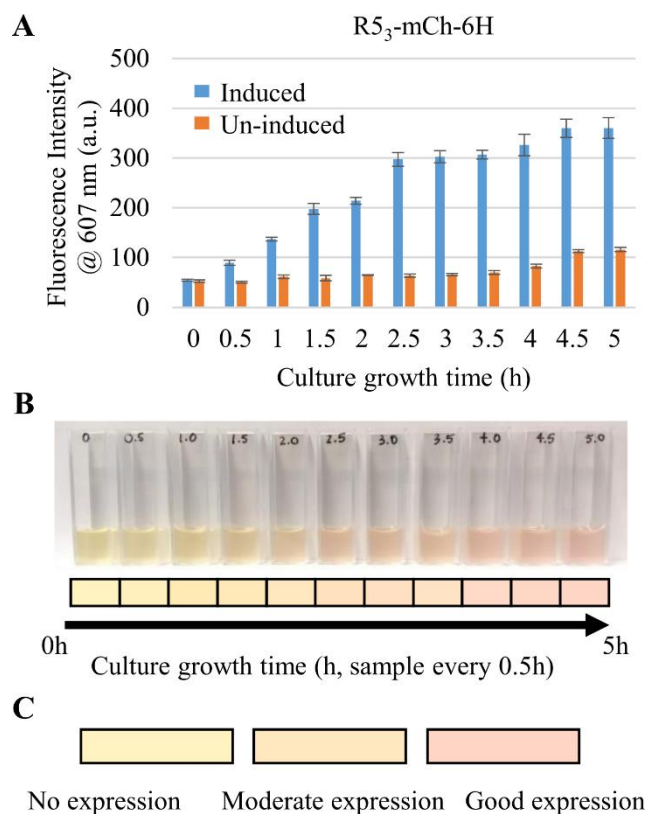 A
R5₃-mCh-6H
Fluorescence Intensity
@ 607 nm (a.u.)
500
400
300
200
100
0
Induced
Un-induced
0 0.5 1 1.5 2 2.5 3 3.5 4 4.5 5
Culture growth time (h)
B
0 0.5 1.0 1.5 2.0 2.5 3.0 3.5 4.0 4.5 5.0
0h 5h
Culture growth time (h, sample every 0.5h)
C
No expression Moderate expression Good expression